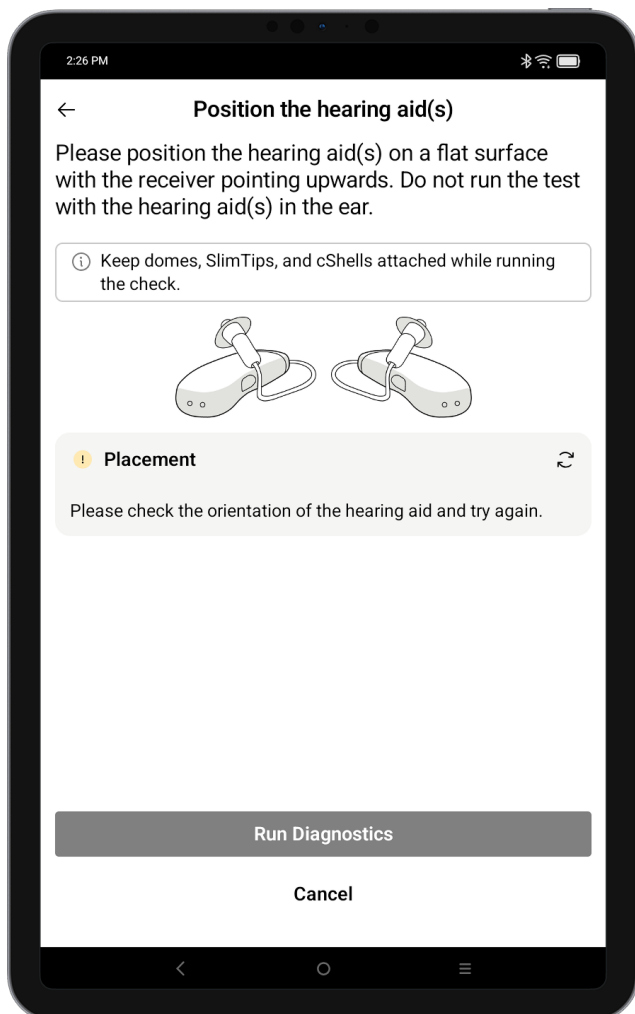 2:26 PM
Position the hearing aid(s)
Please position the hearing aid(s) on a flat surface
with the receiver pointing upwards. Do not run the test
with the hearing aid(s) in the ear.
Keep domes, SlimTips, and cShells attached while running
the check.
Placement
Please check the orientation of the hearing aid and try again.
Run Diagnostics
Cancel